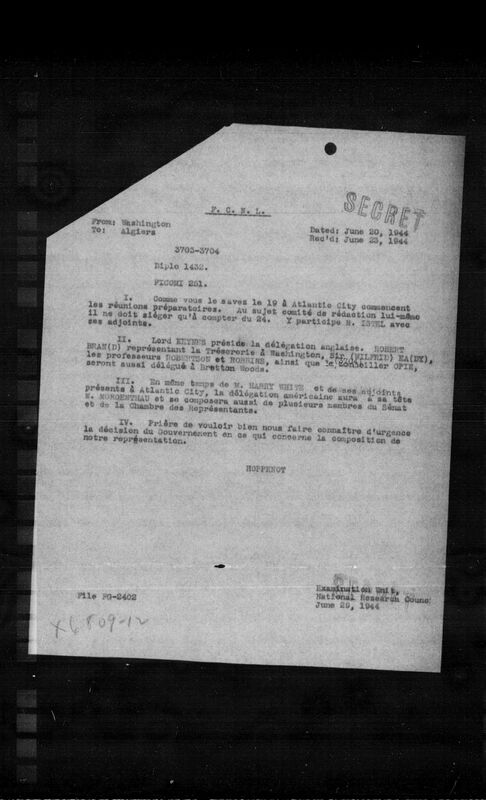 F. C. N. L.
SECRET
From: Washington
To: Algiers
Dated: June 20, 1944
Rec'd: June 23, 1944
3703-3704
Diplo 1432.
FICOMI 251.
I. Comme vous le savez le 19 à Atlantic City commencent
les réunions préparatoires. Au sujet comité de rédaction lui-même
il ne doit siéger qu'à compter du 24. Y participe M. ISTEL avec
ses adjoints.
II. Lord KEYNES préside la délégation anglaise. ROBERT
BRAN(D) représentant la Trésorerie à Washington, Sir (WILFRID) EA(DY),
les professeurs ROBERTSON et ROBBINS, ainsi que le conseiller OPIE,
seront aussi délégués à Bretton Woods.
III. En même temps de M. HARRY WHITE et de ses adjoints
présents à Atlantic City, la délégation américaine aura à sa tête
M. MORGENTHAU et se composera aussi de plusieurs membres du Sénat
et de la Chambre des Représentants.
IV. Prière de vouloir bien nous faire connaître d'urgence
la décision du Gouvernement en ce qui concerne la composition de
notre représentation.
HOPPENOT
File FG-2402
Examination Unit,
National Research Counc
June 29, 1944